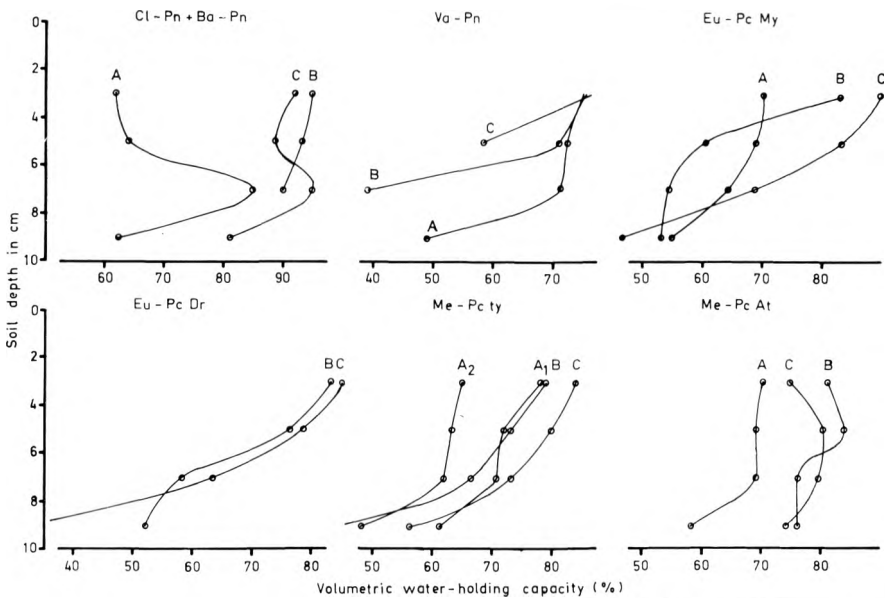 Cl - Pn + Ba - Pn
Va - Pn
Eu - Pc My
0
2
4
6
8
10
A
C
B
C
B
A
A
B
C
60
70
80
90
40
50
60
70
50
60
70
80
Soil depth in cm
Eu - Pc Dr
Me - Pc ty
Me - Pc At
0
2
4
6
8
10
B C
A2
A1 B
C
A
C
B
40
50
60
70
80
50
60
70
80
60
70
80
Volumetric water-holding capacity (%)